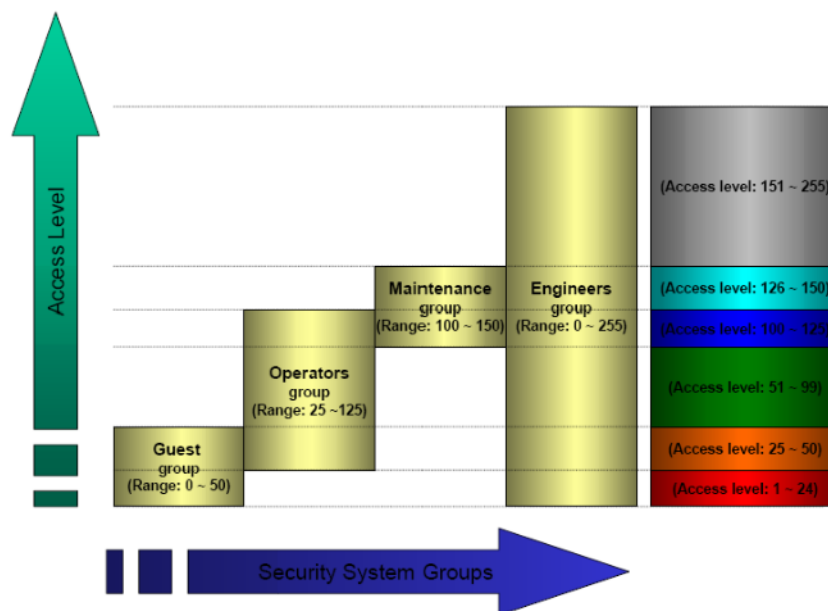 Access Level
Guest
group
(Range: 0 ~ 50)
Operators
group
(Range: 25 ~125)
Maintenance
group
(Range: 100 ~ 150)
Engineers
group
(Range: 0 ~ 255)
(Access level: 151 ~ 255)
(Access level: 126 ~ 150)
(Access level: 100 ~ 125)
(Access level: 51 ~ 99)
(Access level: 25 ~ 50)
(Access level: 1 ~ 24)
Security System Groups